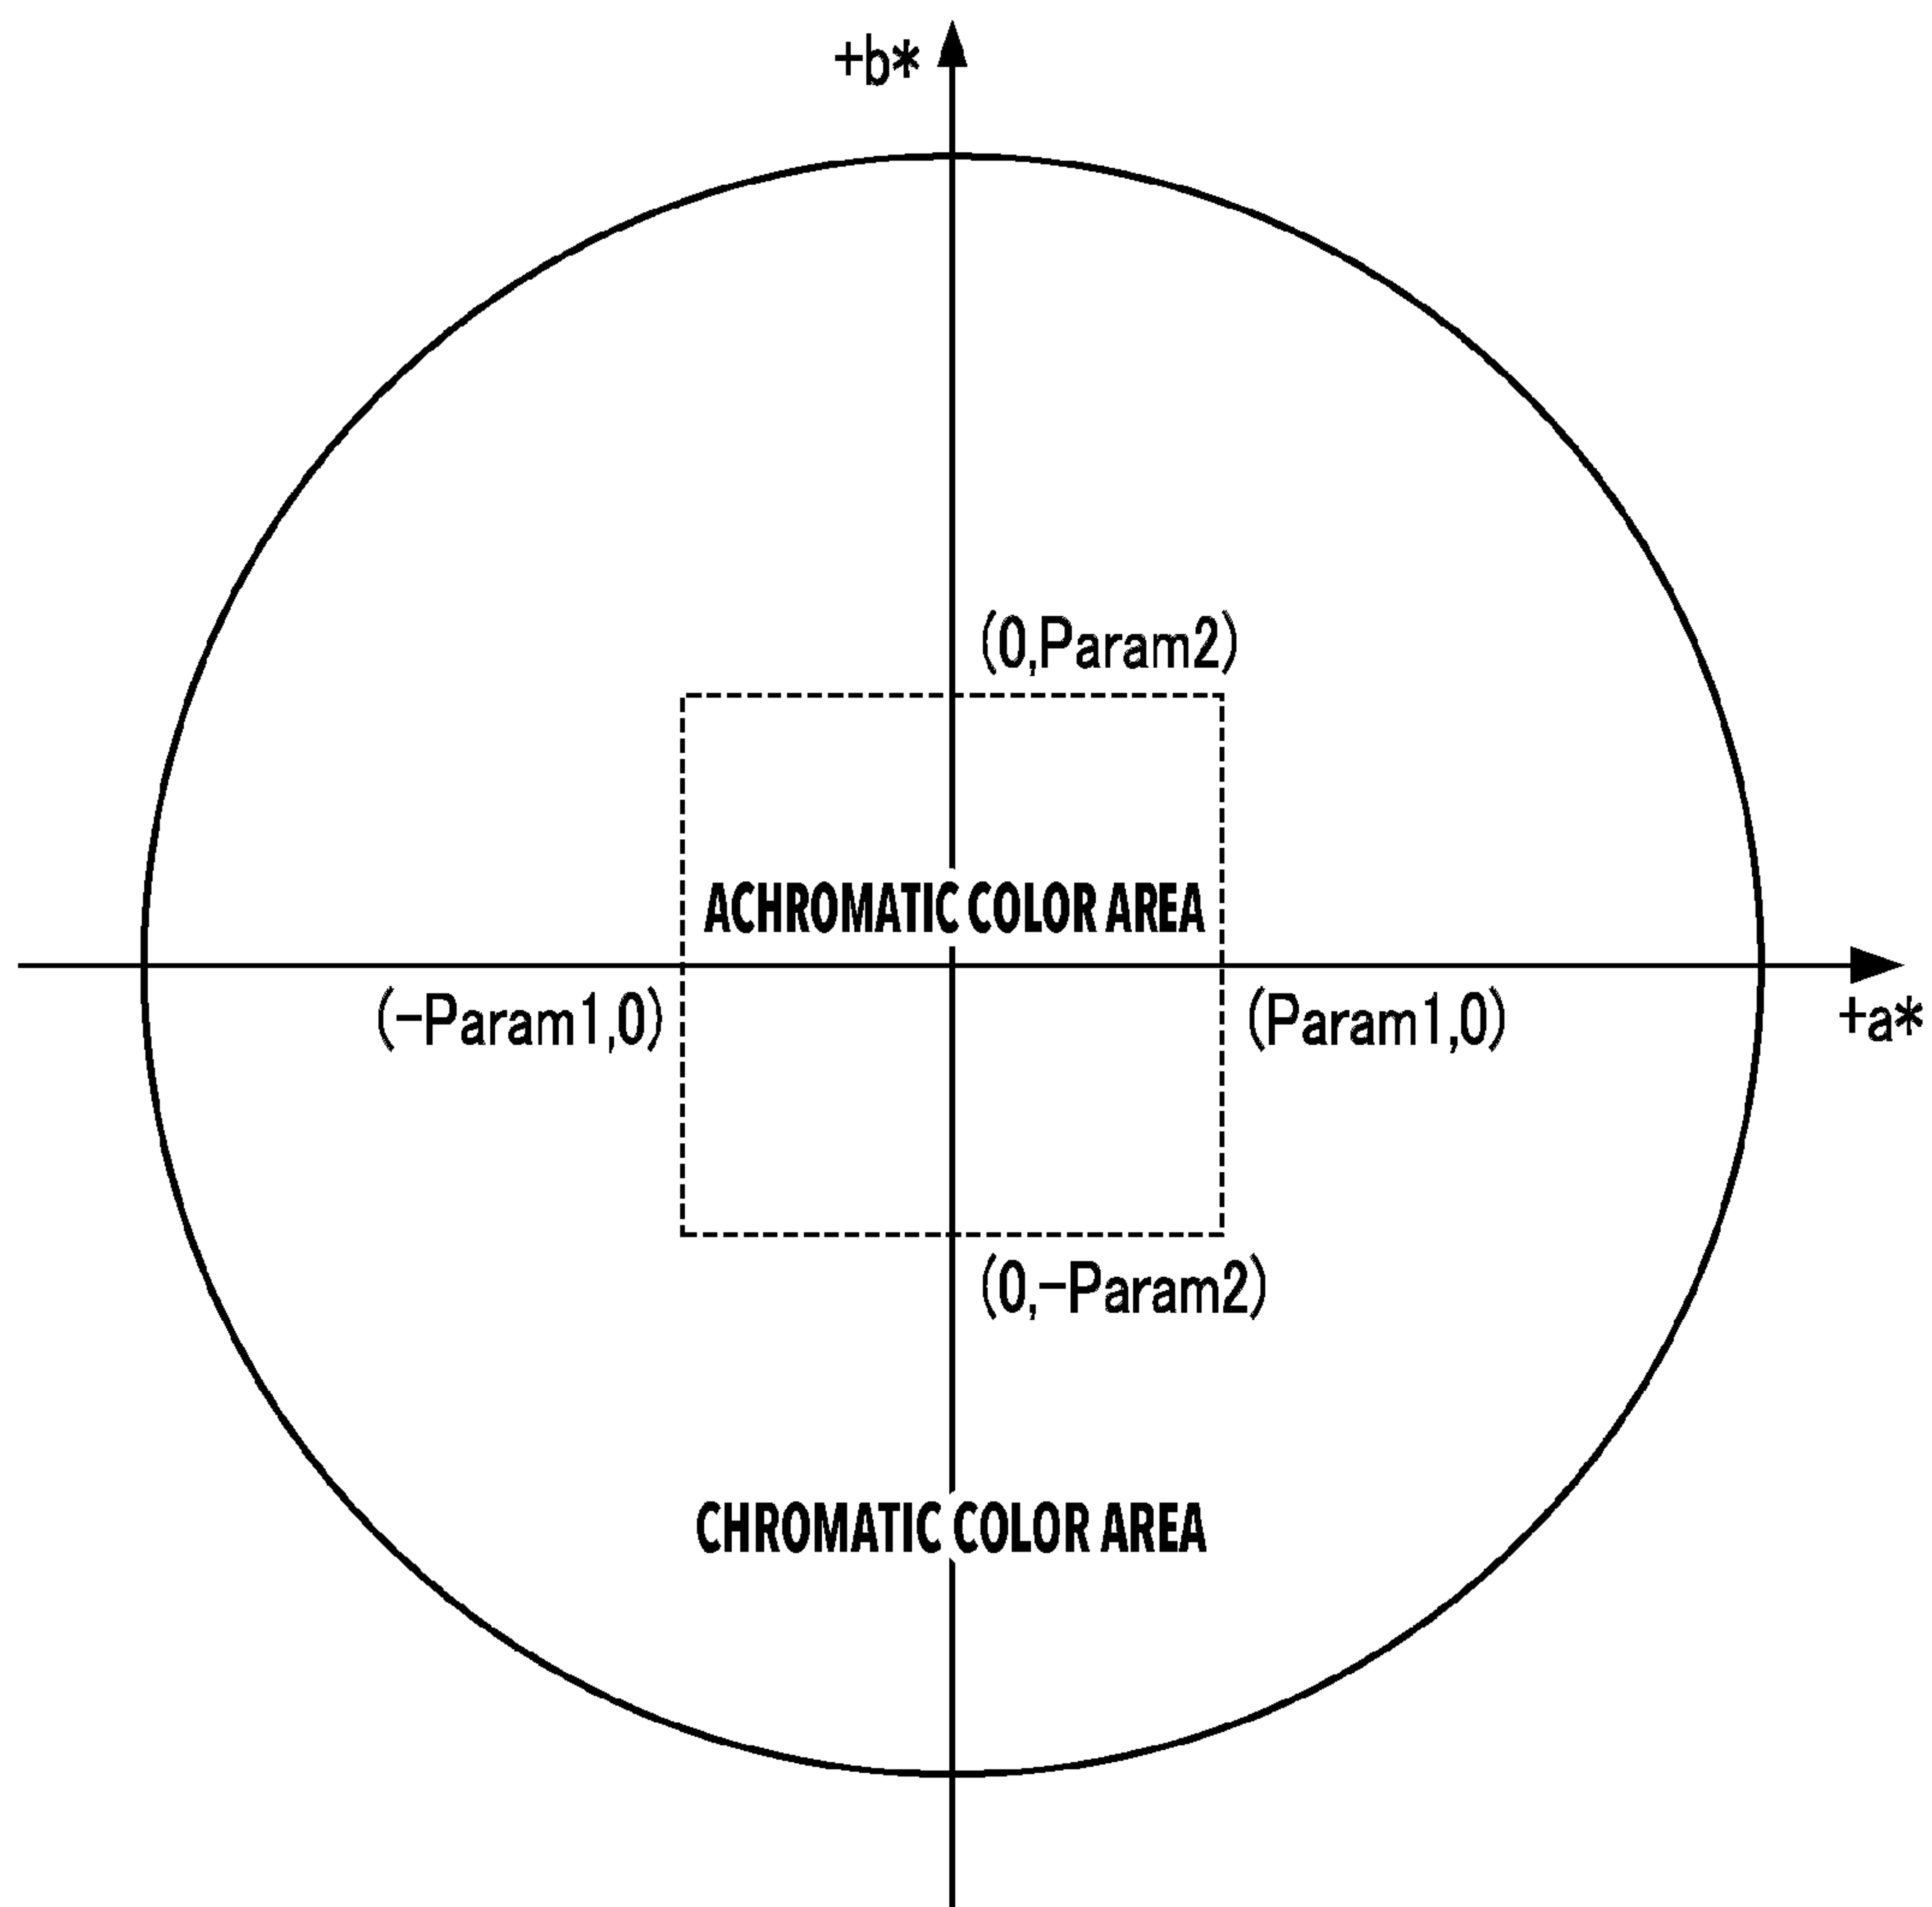 +b*
(0,Param2)
ACHROMATIC COLOR AREA
(-Param1,0)
(Param1,0)
+a*
(0,-Param2)
CHROMATIC COLOR AREA